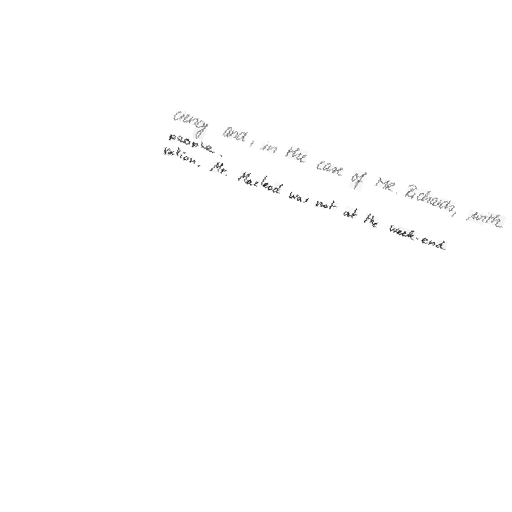 ciency and, in the case of Mr. Richards, with
people.
tation. Mr. Macleod was not at the week-end